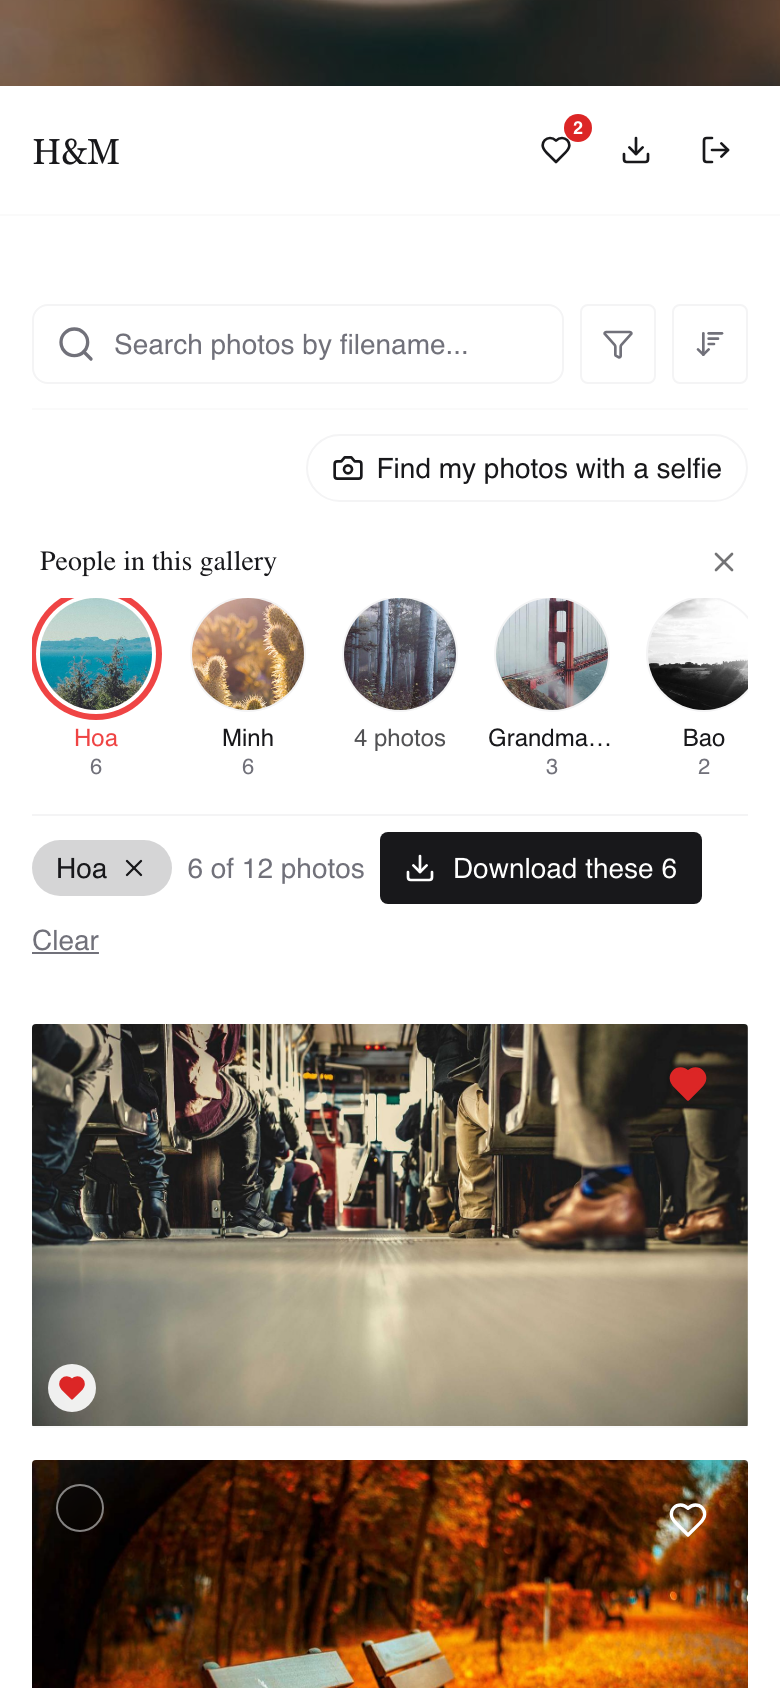 H&M
2
Search photos by filename...
Find my photos with a selfie
People in this gallery
Hoa
6
Minh
6
4 photos
Grandma...
3
Bao
2
Hoa
6 of 12 photos
Download these 6
Clear